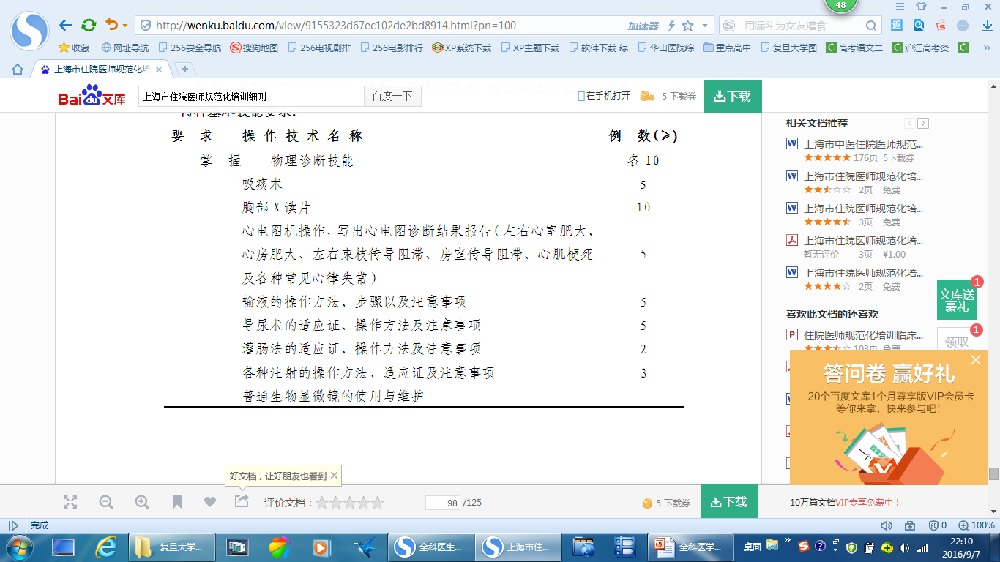 48
http://wenku.baidu.com/view/9155323d67ec102de2bd8914.html?pn=100
加速器
用漏斗为女友灌食
返
收藏 网址导航 256安全导航 搜狗地图 256电视剧排 256电影排行 XP系统下载 XP主题下载 软件下载 绿 华山医院综 重点高中 复旦大学图 高考语文二 沪江高考资
上海市住院医师规范化培
Bai du 文库
上海市住院医师规范化培训细则
百度一下
在手机打开
5 下载券
下载
内科基本技能要求:
要 求 操 作 技 术 名 称 例 数(≥)
掌 握 物理诊断技能 各10
吸痰术 5
胸部 X 读片 10
心电图机操作,写出心电图诊断结果报告(左右心室肥大、
心房肥大、左右束枝传导阻滞、房室传导阻滞、心肌梗死 5
及各种常见心律失常)
输液的操作方法、步骤以及注意事项 5
导尿术的适应证、操作方法及注意事项 5
灌肠法的适应证、操作方法及注意事项 2
各种注射的操作方法、适应证及注意事项 3
普通生物显微镜的使用与维护
相关文档推荐
上海市中医住院医师规范...
176页 5下载券
上海市住院医师规范化培...
2页 免费
上海市住院医师规范化培...
3页 免费
上海市住院医师规范化培...
暂无评价 3页 ¥1.00
上海市住院医师规范化培...
2页 免费
喜欢此文档的还喜欢
住院医师规范化培训临床...
103页 免费
文库送
豪礼
1
领取
1
答问卷 赢好礼
20个百度文库1个月尊享版VIP会员卡
等你来拿,快来参与吧!
好文档,让好朋友也看到
评价文档:
98 /125
5 下载券
下载
10万篇文档VIP专享免费中!
完成
0
100%
复旦大学...
全科医生...
上海市住...
全科医学...
桌面
22:10
2016/9/7